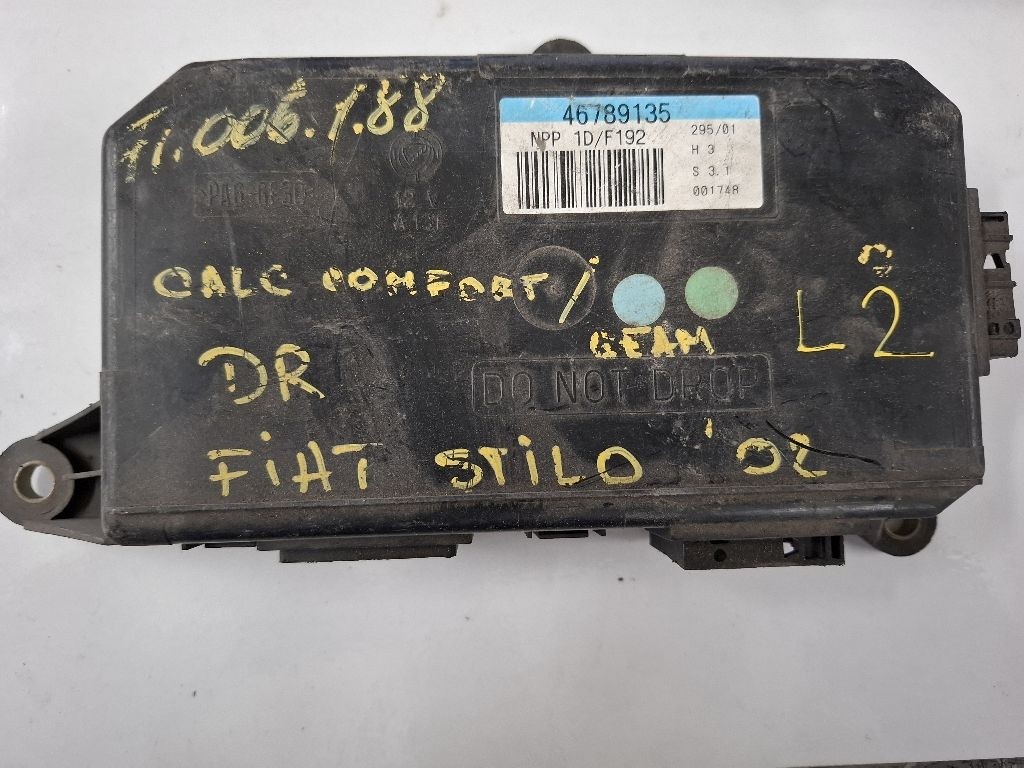 TI.006.1.88
46789135
NPP 1D/F192
295/01
H 3
S 3.1
001748
12 V
CALC COMFORT/
GEAM
L2
DR
DO NOT DROP
FIAT STILO '02